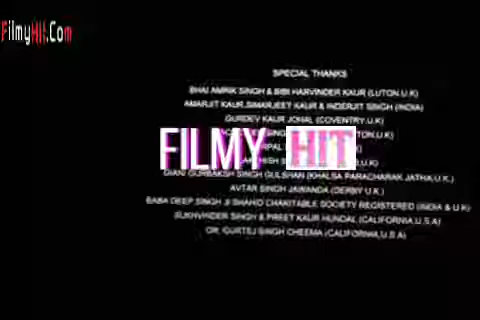 FilmyHit.Com
SPECIAL THANKS
BHAI AMRIK SINGH & BIBI HARVINDER KAUR (LUTON.U.K)
AMARJIT KAUR,SIMARJEET KAUR & INDERJIT SINGH (INDIA)
GURDEV KAUR JOHAL (COVENTRY.U.K)
FILMY HIT
GIANI GURBAKSH SINGH GULSHAN (KHALSA PARACHARAK JATHA.U.K.)
AVTAR SINGH JAWANDA (DERBY U.K.)
BABA DEEP SINGH JI SHAHID CHARITABLE SOCIETY REGISTERED (INDIA & U.K)
SUKHVINDER SINGH & PREET KAUR HUNDAL (CALIFORNIA,U.S.A)
DR. GURTEJ SINGH CHEEMA (CALIFORNIA,U.S.A)